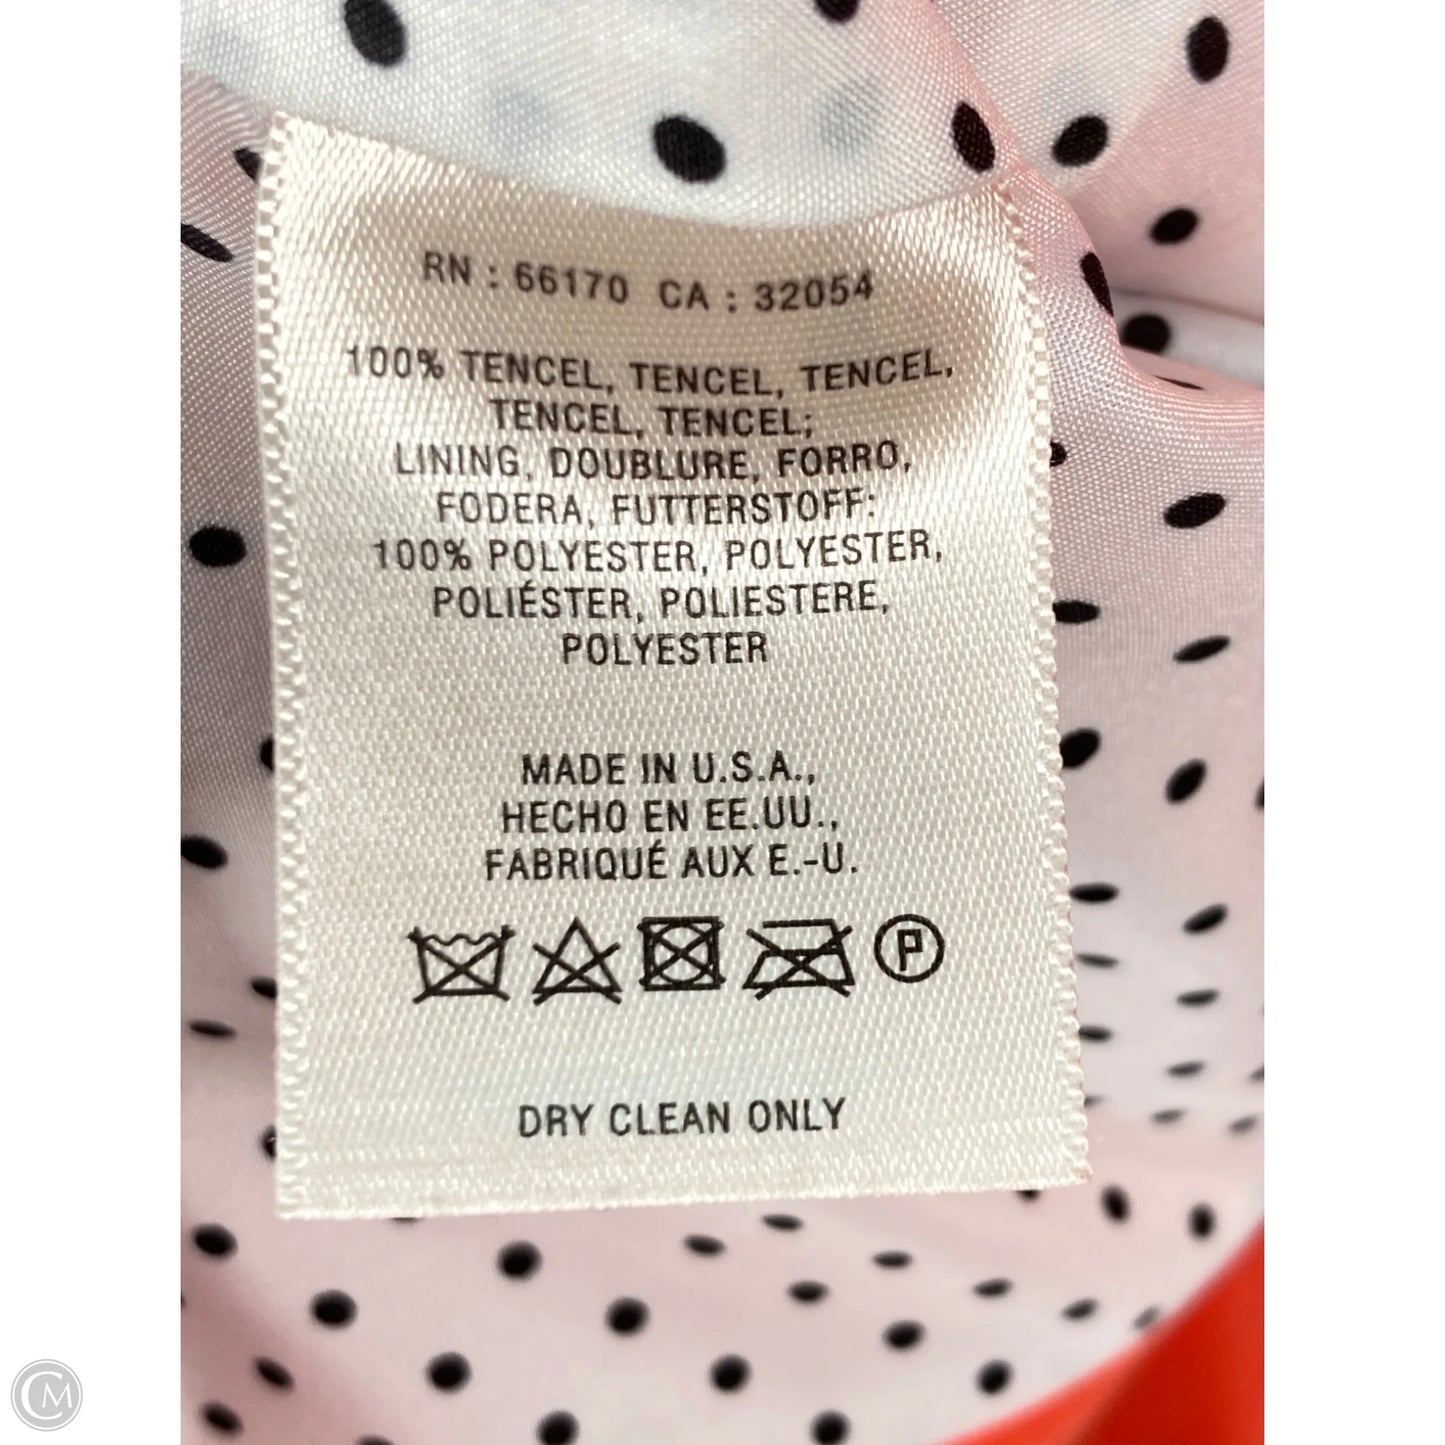 RN : 66170 CA : 32054
100% TENCEL, TENCEL, TENCEL,
TENCEL, TENCEL;
LINING, DOUBLURE, FORRO,
FODERA, FUTTERSTOFF:
100% POLYESTER, POLYESTER,
POLIÉSTER, POLIESTERE,
POLYESTER
MADE IN U.S.A.,
HECHO EN EE.UU.,
FABRIQUÉ AUX E.-U.
P
DRY CLEAN ONLY
CM